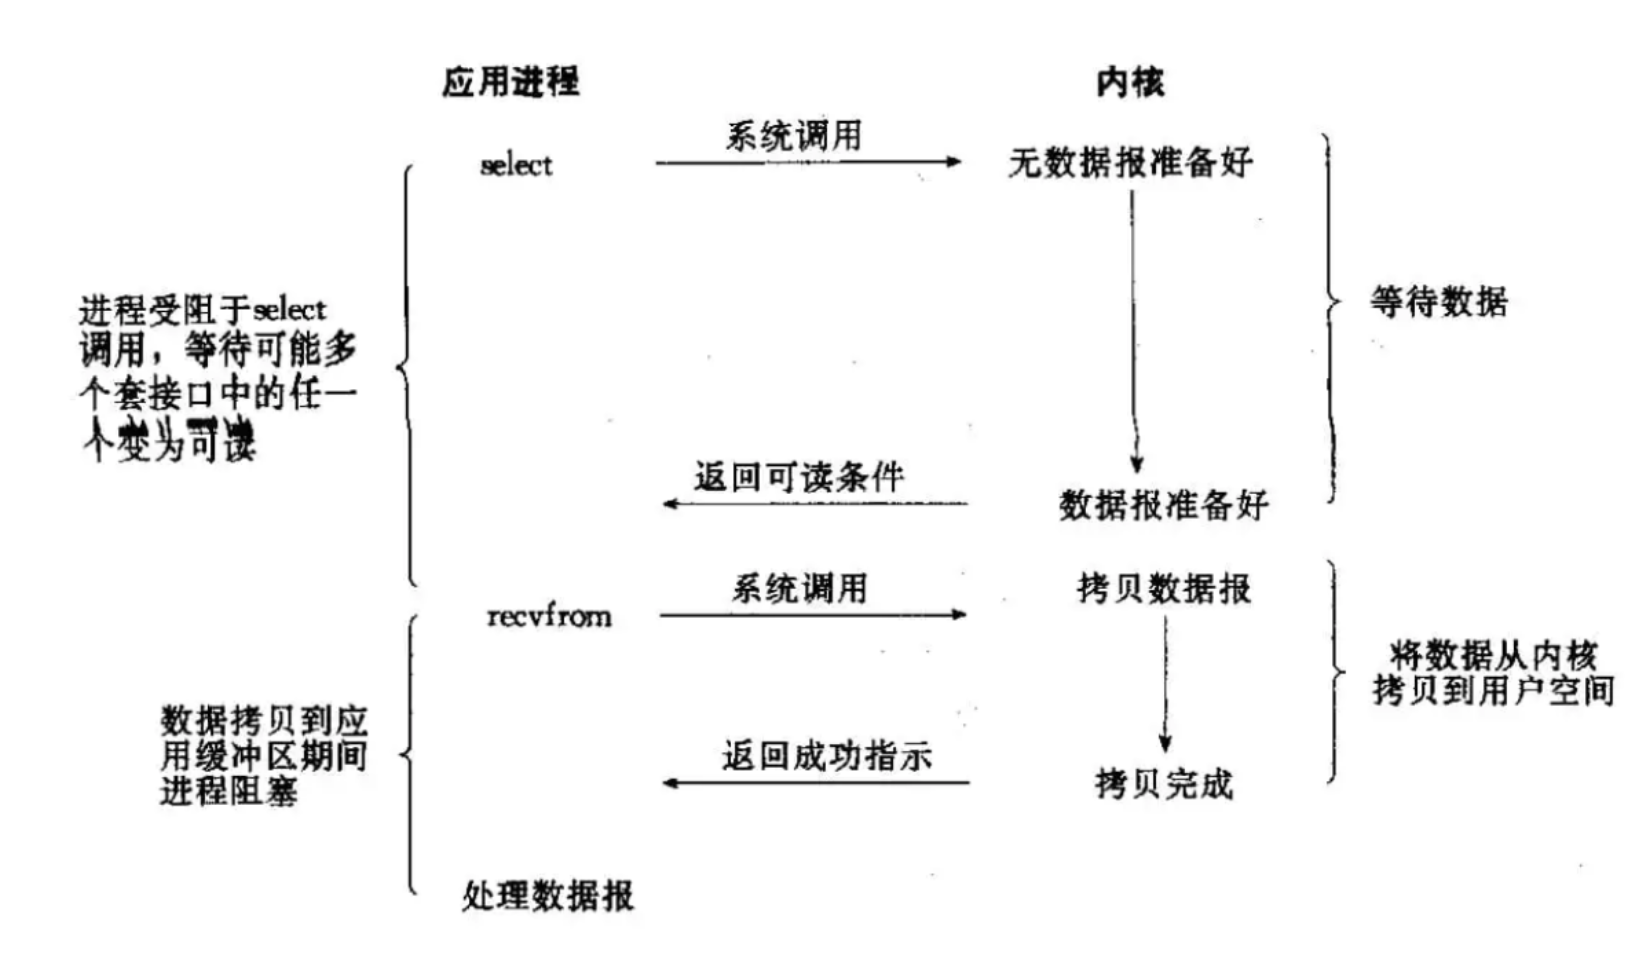 应用进程
内核
系统调用
select
无数据报准备好
进程受阻于select
调用，等待可能多
个套接口中的任一
个变为可读
等待数据
返回可读条件
数据报准备好
系统调用
recvfrom
拷贝数据报
将数据从内核
拷贝到用户空间
数据拷贝到应
用缓冲区期间
进程阻塞
返回成功指示
拷贝完成
处理数据报